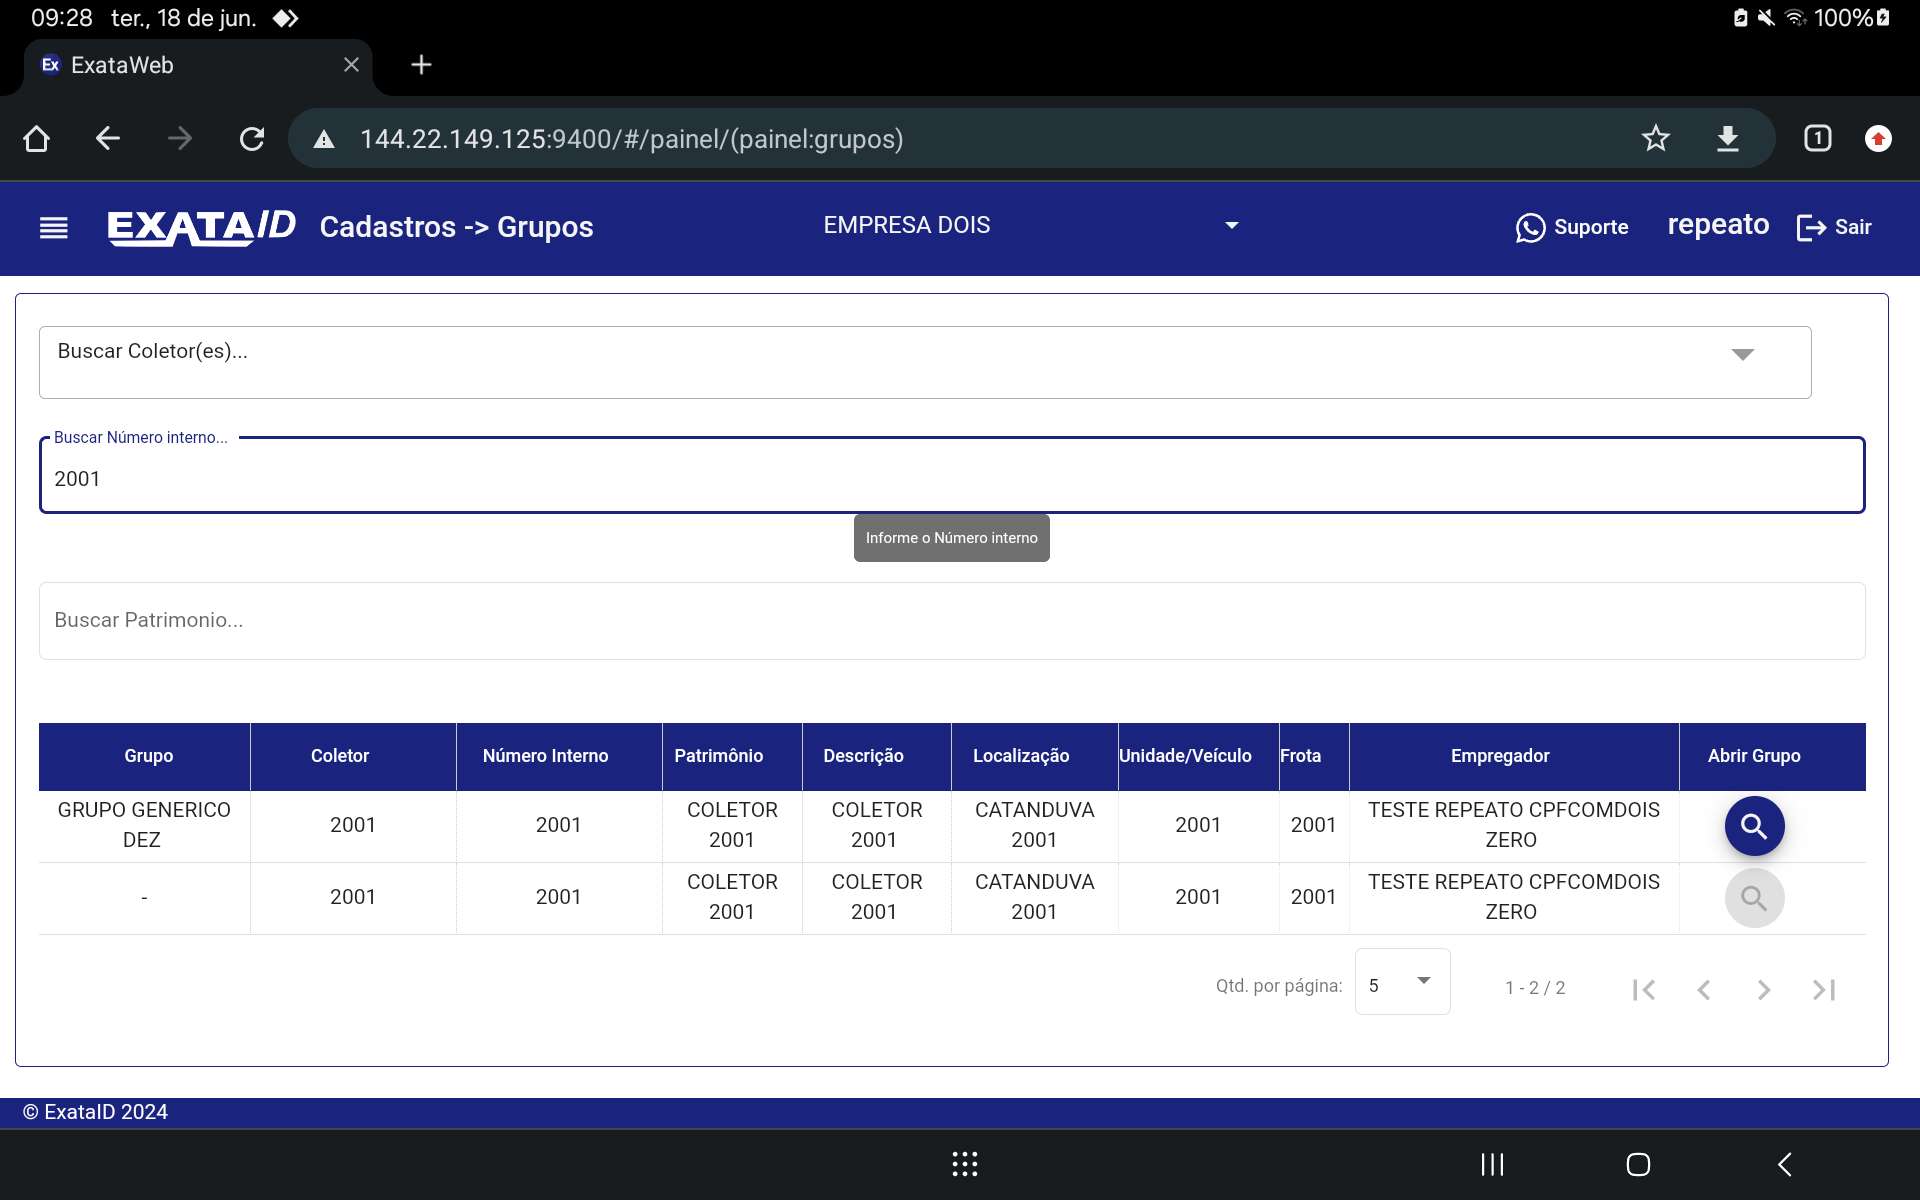 09:28 ter., 18 de jun. 100%
Ex ExataWeb
144.22.149.125:9400/#/painel/(painel:grupos) 1
EXATA/ID Cadastros -> Grupos EMPRESA DOIS Suporte repeato Sair
Buscar Coletor(es)...
Buscar Número interno...
2001
Informe o Número interno
Buscar Patrimonio...
Grupo Coletor Número Interno Patrimônio Descrição Localização Unidade/Veículo Frota Empregador Abrir Grupo
GRUPO GENERICO DEZ 2001 2001 COLETOR 2001 COLETOR 2001 CATANDUVA 2001 2001 2001 TESTE REPEATO CPFCOMDOIS ZERO
- 2001 2001 COLETOR 2001 COLETOR 2001 CATANDUVA 2001 2001 2001 TESTE REPEATO CPFCOMDOIS ZERO
Qtd. por página: 5 1 - 2 / 2
© ExataID 2024